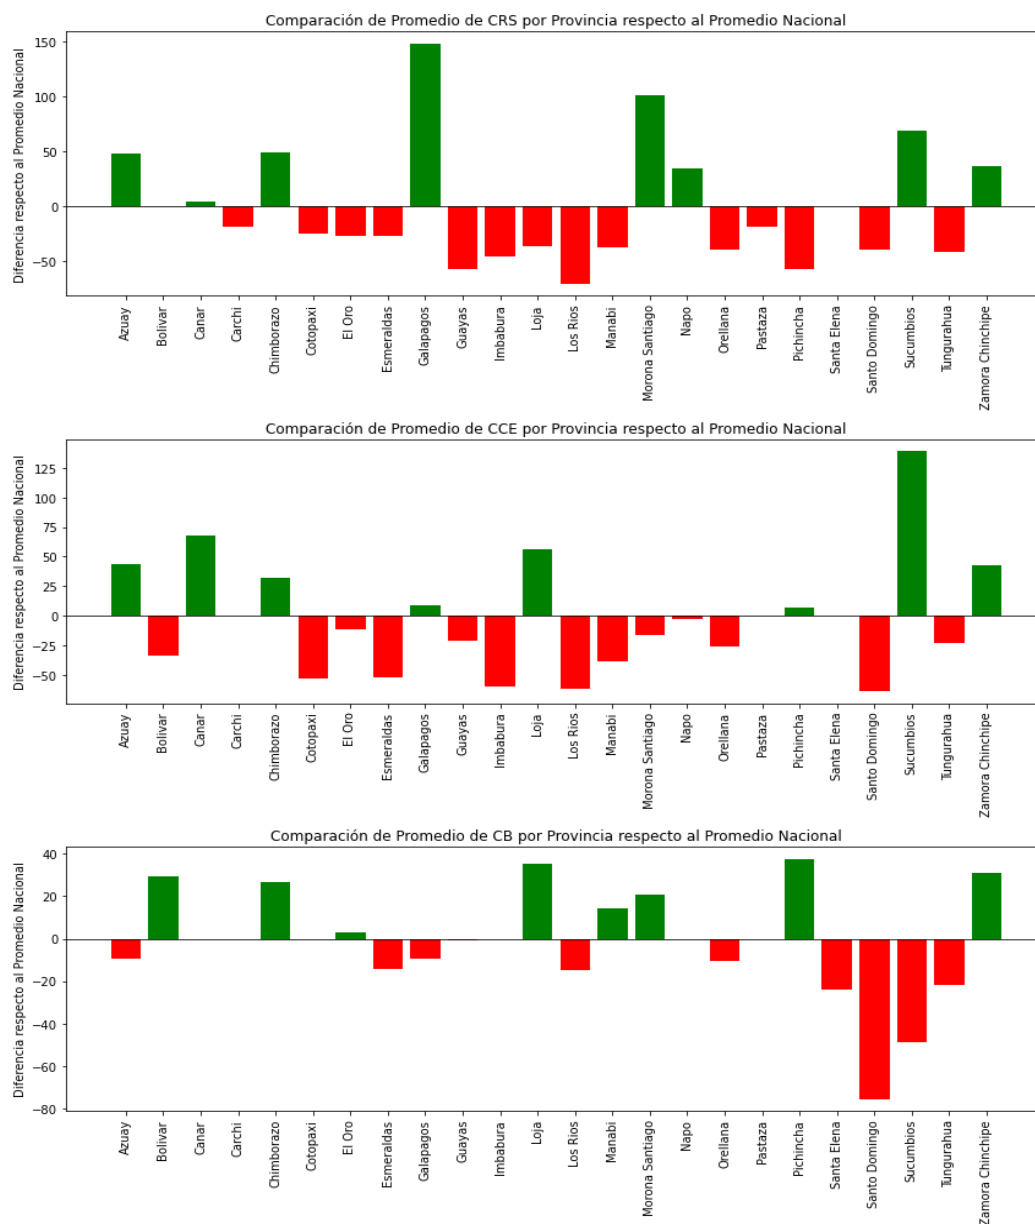 Comparación de Promedio de CRS por Provincia respecto al Promedio Nacional
Diferencia respecto al Promedio Nacional
150
100
50
0
−50
Azuay
Bolivar
Canar
Carchi
Chimborazo
Cotopaxi
El Oro
Esmeraldas
Galapagos
Guayas
Imbabura
Loja
Los Rios
Manabi
Morona Santiago
Napo
Orellana
Pastaza
Pichincha
Santa Elena
Santo Domingo
Sucumbios
Tungurahua
Zamora Chinchipe
Comparación de Promedio de CCE por Provincia respecto al Promedio Nacional
Diferencia respecto al Promedio Nacional
125
100
75
50
25
0
−25
−50
Azuay
Bolivar
Canar
Carchi
Chimborazo
Cotopaxi
El Oro
Esmeraldas
Galapagos
Guayas
Imbabura
Loja
Los Rios
Manabi
Morona Santiago
Napo
Orellana
Pastaza
Pichincha
Santa Elena
Santo Domingo
Sucumbios
Tungurahua
Zamora Chinchipe
Comparación de Promedio de CB por Provincia respecto al Promedio Nacional
Diferencia respecto al Promedio Nacional
40
20
0
−20
−40
−60
−80
Azuay
Bolivar
Canar
Carchi
Chimborazo
Cotopaxi
El Oro
Esmeraldas
Galapagos
Guayas
Imbabura
Loja
Los Rios
Manabi
Morona Santiago
Napo
Orellana
Pastaza
Pichincha
Santa Elena
Santo Domingo
Sucumbios
Tungurahua
Zamora Chinchipe